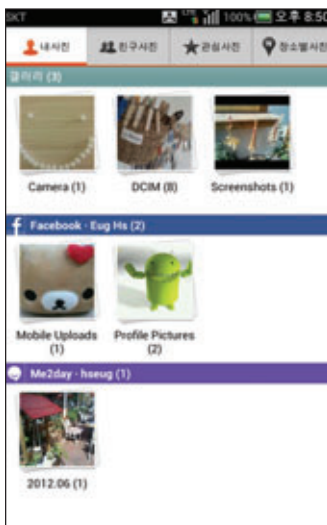 SKT 100% 오후 8:50
내사진 친구사진 관심사진 장소별사진
갤러리 (3)
Camera (1) DCIM (8) Screenshots (1)
Facebook · Eug Hs (2)
Mobile Uploads (1) Profile Pictures (2)
Me2day · hseug (1)
2012.06 (1)